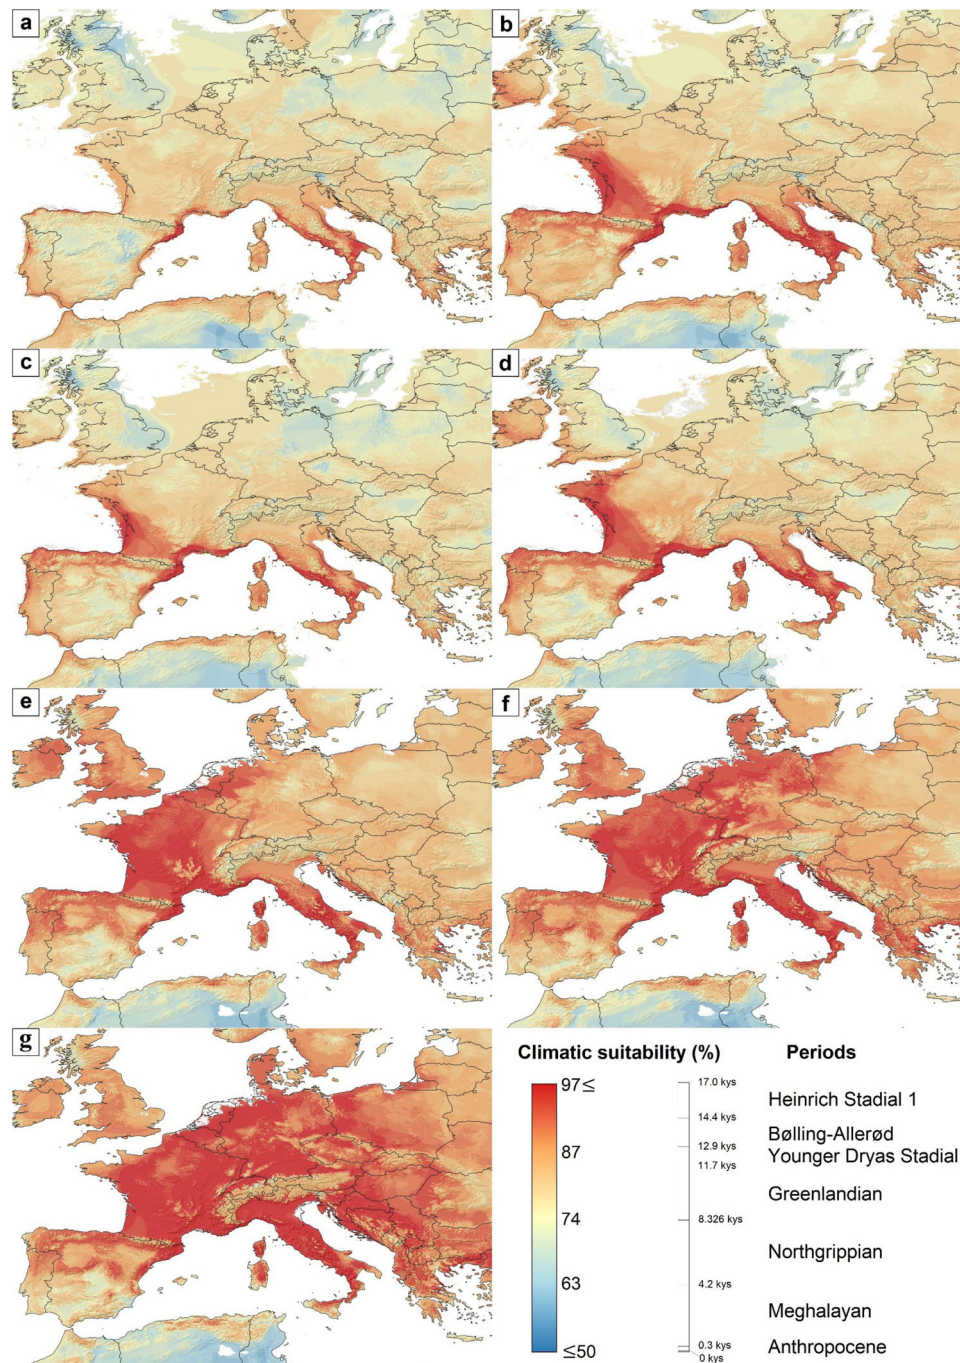 a
b
c
d
e
f
g
Climatic suitability (%)
Periods
97≤
87
74
63
≤50
17.0 kys
14.4 kys
12.9 kys
11.7 kys
8.326 kys
4.2 kys
0.3 kys
0 kys
Heinrich Stadial 1
Bølling-Allerød
Younger Dryas Stadial
Greenlandian
Northgrippian
Meghalayan
Anthropocene